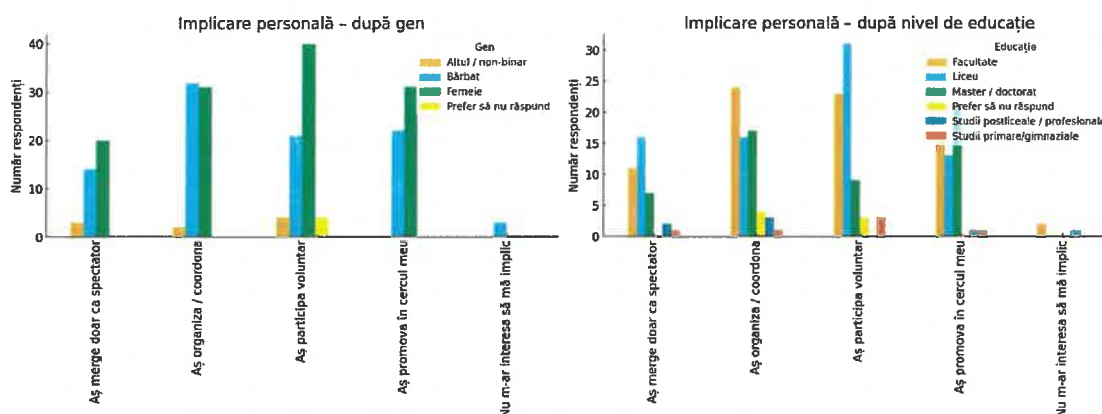 Implicare personală – după gen
Număr respondenți
40
30
20
10
0
Gen
Altul / non-binar
Bărbat
Femeie
Prefer să nu răspund
Aș merge doar ca spectator
Aș organiza / coordona
Aș participa voluntar
Aș promova în cercul meu
Nu m-ar interesa să mă implic
Implicare personală – după nivel de educație
Număr respondenți
30
25
20
15
10
5
0
Educație
Facultate
Liceu
Master / doctorat
Prefer să nu răspund
Studii postliceale / profesionale
Studii primare/gimnaziale
Aș merge doar ca spectator
Aș organiza / coordona
Aș participa voluntar
Aș promova în cercul meu
Nu m-ar interesa să mă implic